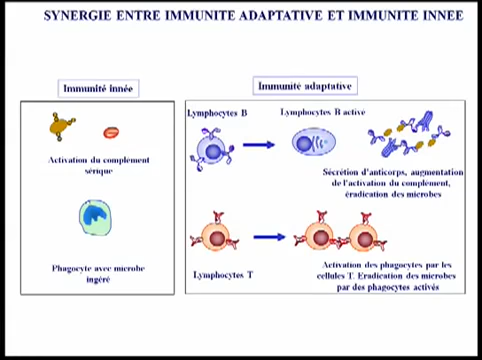 SYNERGIE ENTRE IMMUNITE ADAPTATIVE ET IMMUNITE INNEE
Immunité innée
Immunité adaptative
Activation du complément
sérique
Phagocyte avec microbe
ingéré
Lymphocytes B
Lymphocytes B activé
Sécrétion d'anticorps, augmentation
de l'activation du complément,
éradication des microbes
Lymphocytes T
Activation des phagocytes par les
cellules T. Eradication des microbes
par des phagocytes activés